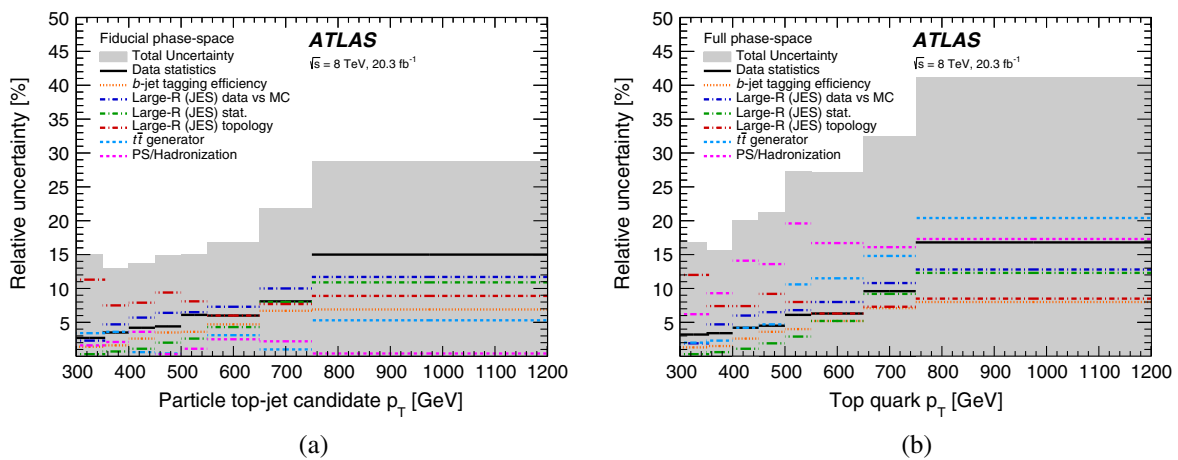 50
45
40
35
30
25
20
15
10
5
Relative uncertainty [%]
Fiducial phase-space
Total Uncertainty
Data statistics
b-jet tagging efficiency
Large-R (JES) data vs MC
Large-R (JES) stat.
Large-R (JES) topology
tt̄ generator
PS/Hadronization
ATLAS
√s = 8 TeV, 20.3 fb⁻¹
300 400 500 600 700 800 900 1000 1100 1200
Particle top-jet candidate p_T [GeV]
(a)
50
45
40
35
30
25
20
15
10
5
Relative uncertainty [%]
Full phase-space
Total Uncertainty
Data statistics
b-jet tagging efficiency
Large-R (JES) data vs MC
Large-R (JES) stat.
Large-R (JES) topology
tt̄ generator
PS/Hadronization
ATLAS
√s = 8 TeV, 20.3 fb⁻¹
300 400 500 600 700 800 900 1000 1100 1200
Top quark p_T [GeV]
(b)